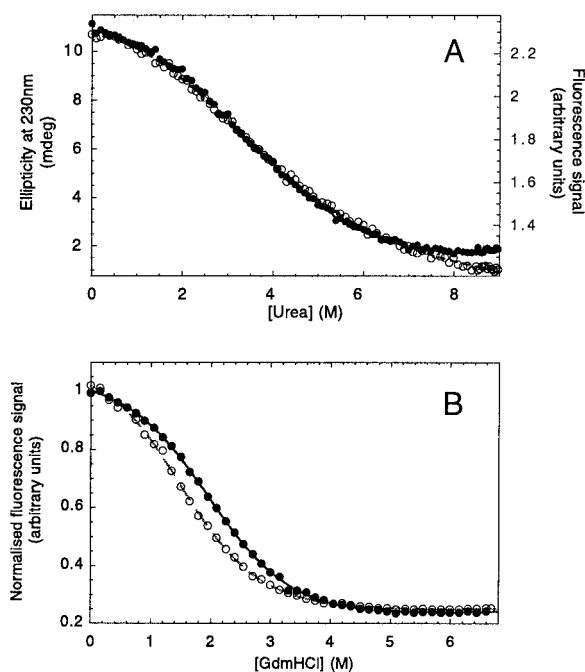 A
Ellipticity at 230nm
(mdeg)
10
8
6
4
2
2.2
2
1.8
1.6
1.4
Fluorescence signal
(arbitrary units)
0
2
4
6
8
[Urea] (M)
B
Normalised fluorescence signal
(arbitrary units)
1
0.8
0.6
0.4
0.2
0
1
2
3
4
5
6
[GdmHCl] (M)